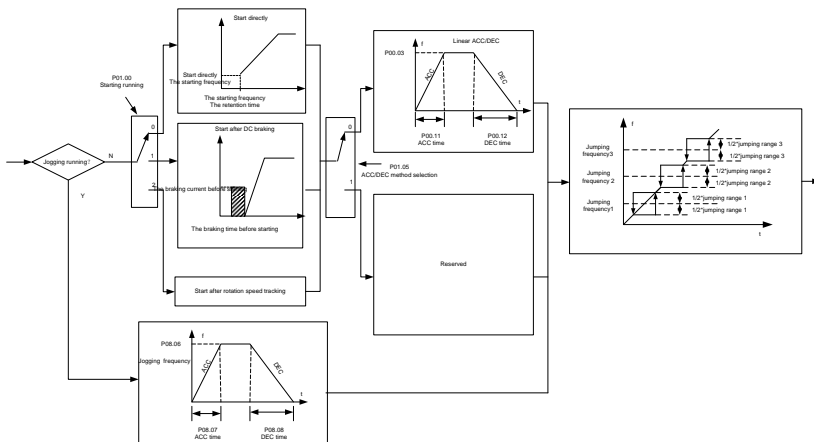 Start directly
Start directly
The starting frequency
The starting frequency
The retention time
P01.00
Starting running
0
1
2
Jogging running?
N
Y
Start after DC braking
The braking current before starting
The braking time before starting
Start after rotation speed tracking
0
1
P01.05
ACC/DEC method selection
Linear ACC/DEC
f
P00.03
ACC
DEC
t
P00.11
ACC time
P00.12
DEC time
Reserved
f
P08.06
Jogging frequency
ACC
DEC
t
P08.07
ACC time
P08.08
DEC time
f
Jumping
frequency3
1/2*jumping range 3
1/2*jumping range 3
Jumping
frequency 2
1/2*jumping range 2
1/2*jumping range 2
Jumping
frequency1
1/2*jumping range 1
1/2*jumping range 1
t